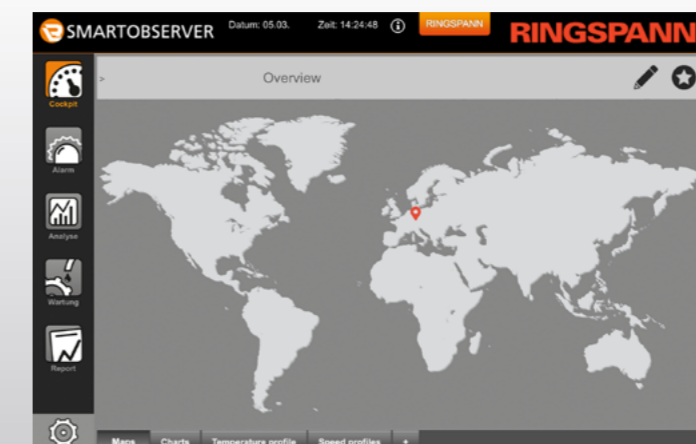 SMARTOBSERVER Datum: 05.03. Zeit: 14:24:48 RINGSPANN RINGSPANN
> Overview
Cockpit
Alarm
Analyse
Wartung
Report
Maps Charts Temperature profile Speed profiles +